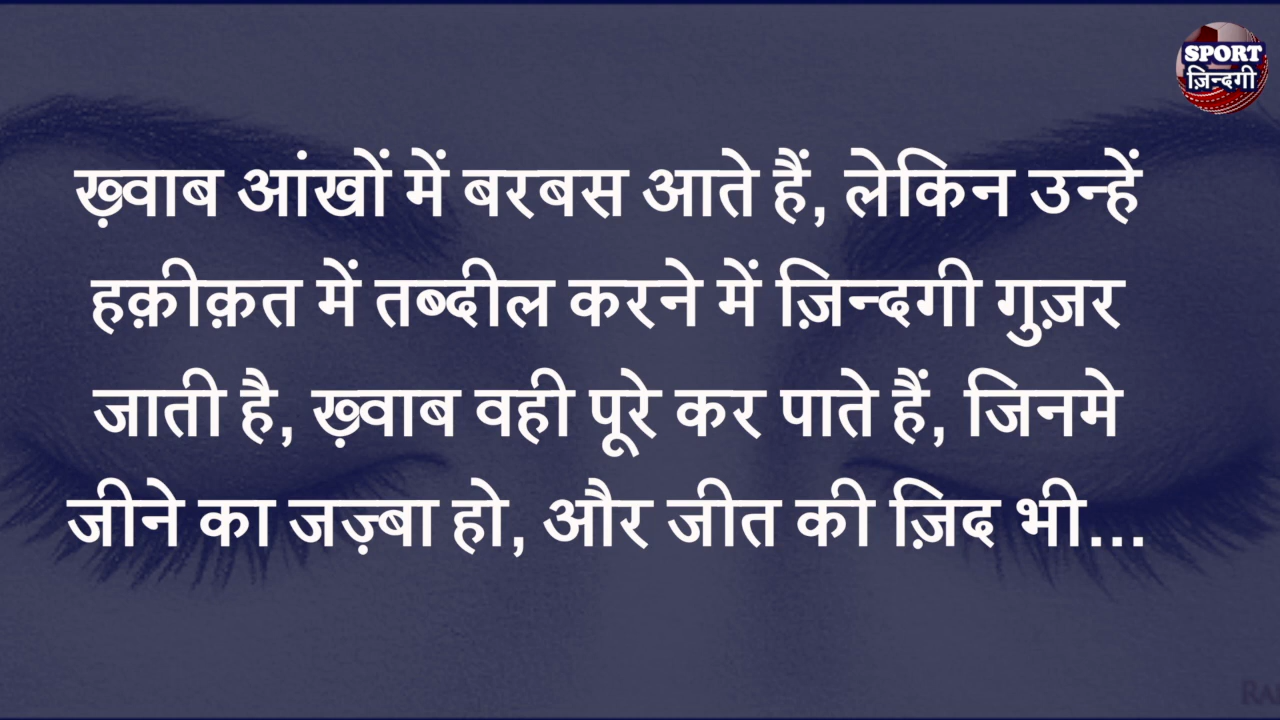 SPORT
ज़िन्दगी
ख़्वाब आंखों में बरबस आते हैं, लेकिन उन्हें
हक़ीक़त में तब्दील करने में ज़िन्दगी गुज़र
जाती है, ख़्वाब वही पूरे कर पाते हैं, जिनमे
जीने का जज़्बा हो, और जीत की ज़िद भी...